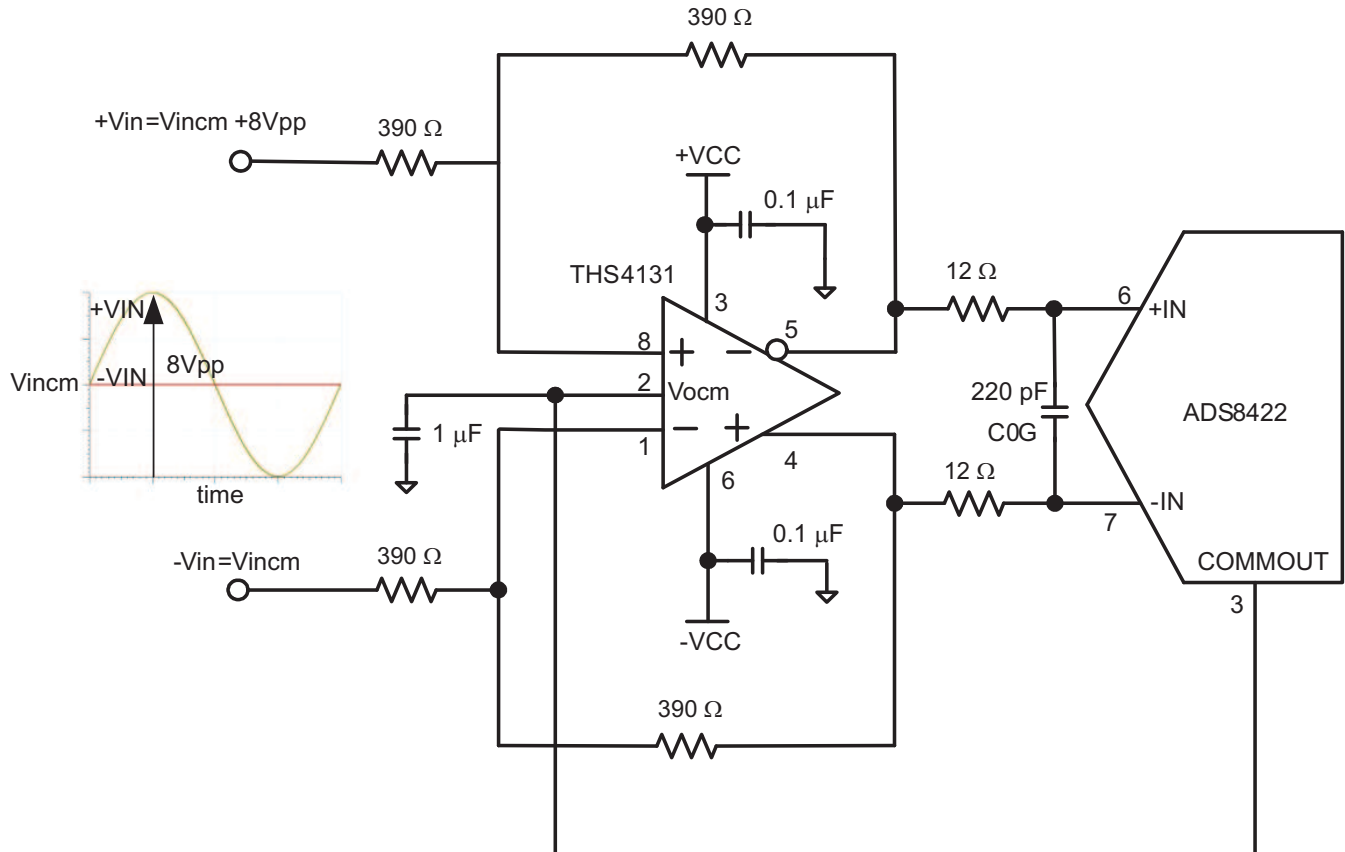 390 Ω
+Vin=Vincm +8Vpp
390 Ω
+VCC
0.1 μF
THS4131
3
12 Ω
6
+IN
+VIN
8Vpp
Vincm
-VIN
time
8
+
-
5
2
Vocm
1 μF
1
-
+
4
6
220 pF
C0G
ADS8422
12 Ω
-IN
7
0.1 μF
COMMOUT
3
-Vin=Vincm
390 Ω
-VCC
390 Ω